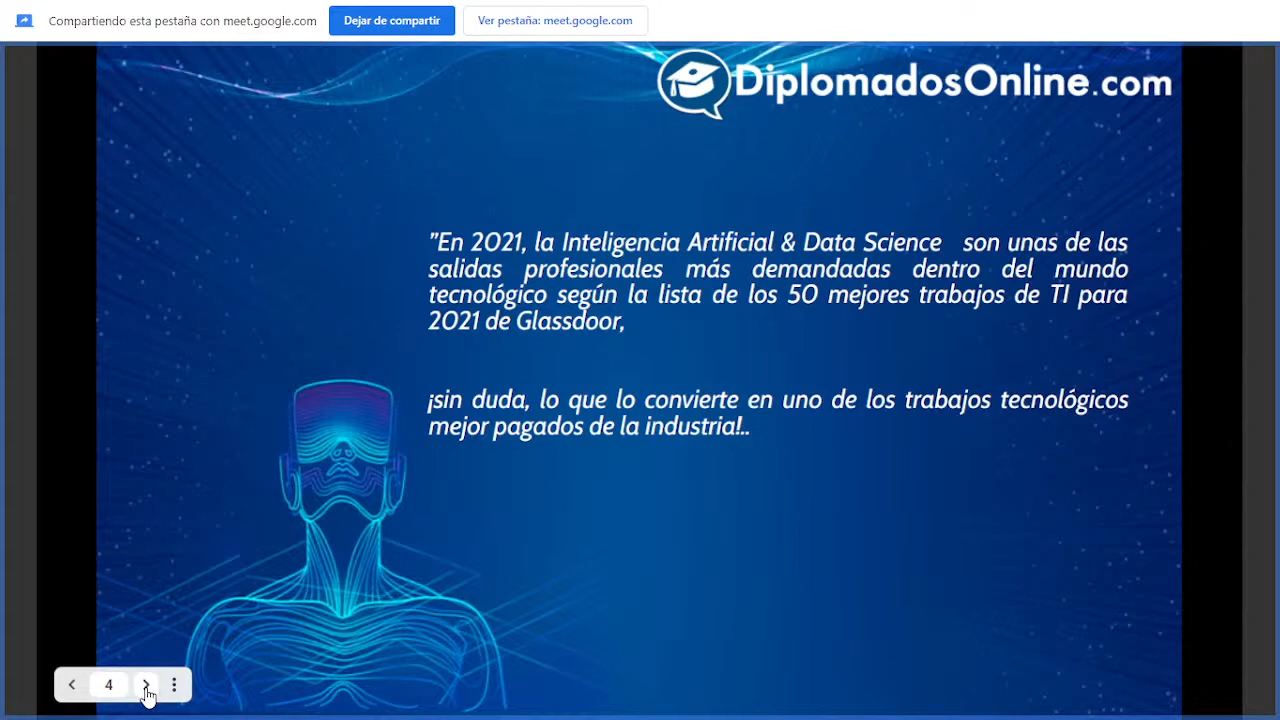 Compartiendo esta pestaña con meet.google.com
Dejar de compartir
Ver pestaña: meet.google.com
DiplomadosOnline.com
"En 2021, la Inteligencia Artificial & Data Science son unas de las
salidas profesionales más demandadas dentro del mundo
tecnológico según la lista de los 50 mejores trabajos de TI para
2021 de Glassdoor,
¡sin duda, lo que lo convierte en uno de los trabajos tecnológicos
mejor pagados de la industria!..
4